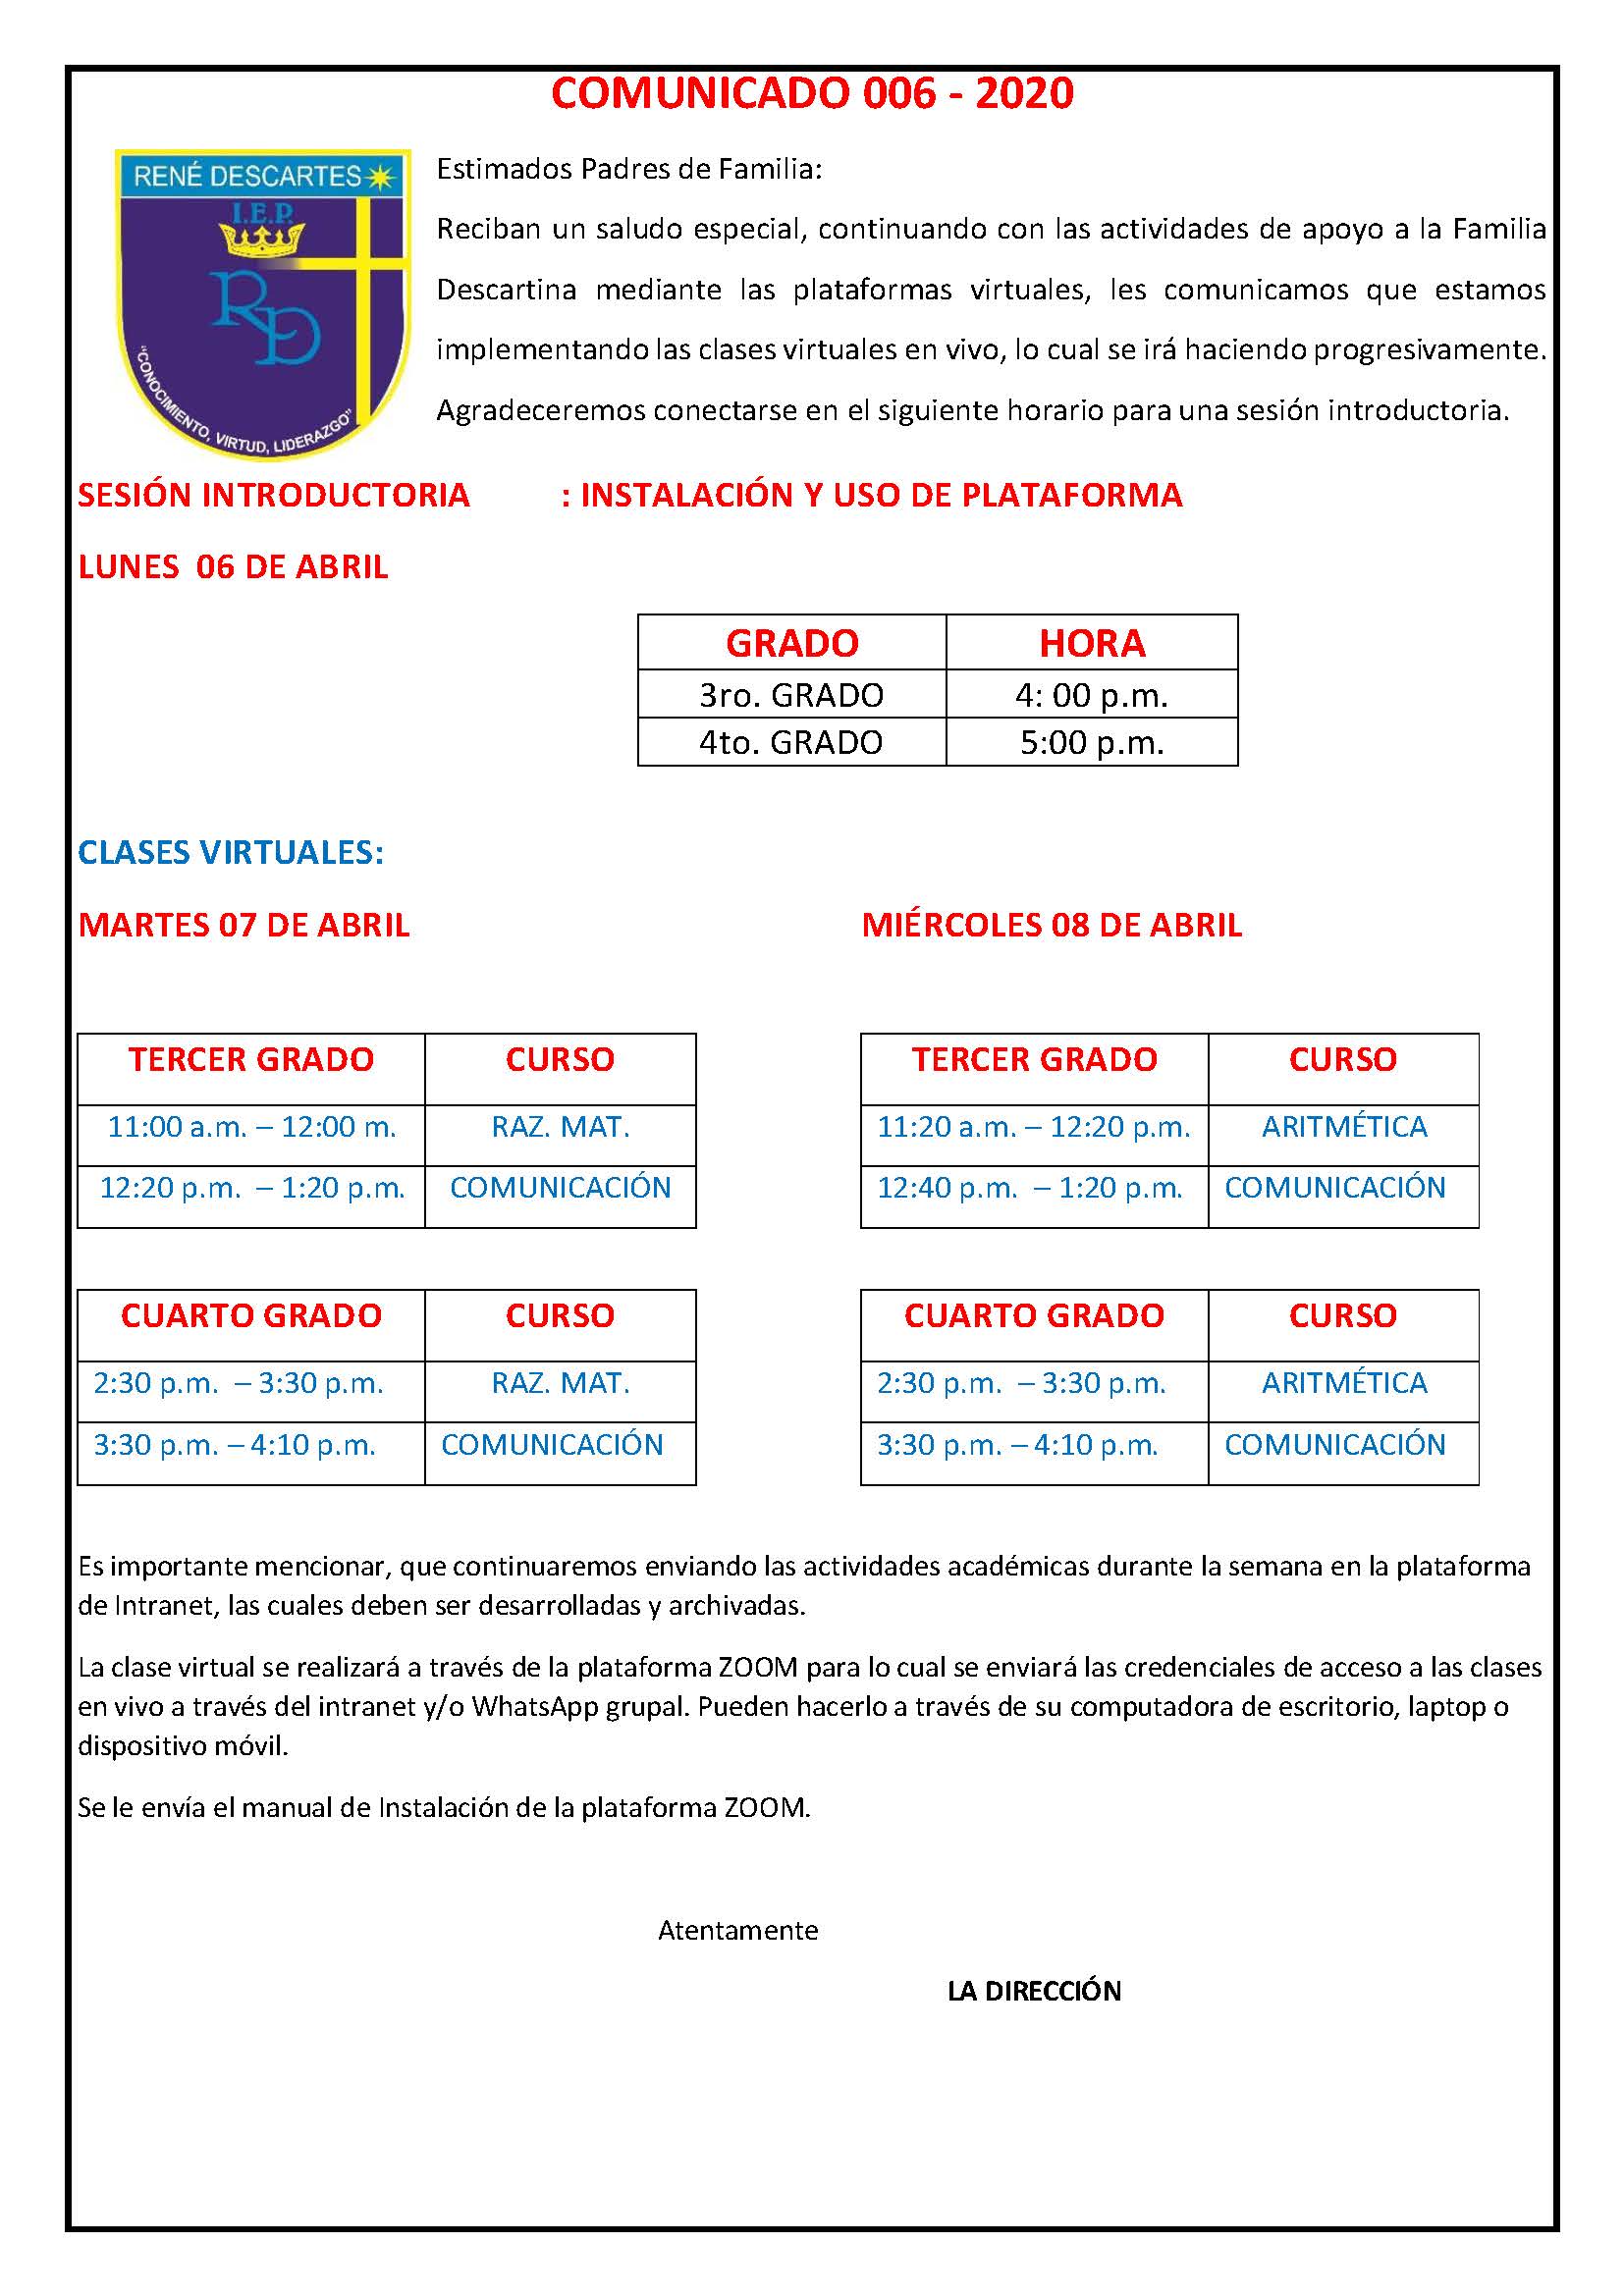 COMUNICADO 006 - 2020
RENÉ DESCARTES
I.E.P.
RD
"CONOCIMIENTO, VIRTUD, LIDERAZGO"
Estimados Padres de Familia:
Reciban un saludo especial, continuando con las actividades de apoyo a la Familia
Descartina mediante las plataformas virtuales, les comunicamos que estamos
implementando las clases virtuales en vivo, lo cual se irá haciendo progresivamente.
Agradeceremos conectarse en el siguiente horario para una sesión introductoria.
SESIÓN INTRODUCTORIA : INSTALACIÓN Y USO DE PLATAFORMA
LUNES 06 DE ABRIL
GRADO HORA
3ro. GRADO 4: 00 p.m.
4to. GRADO 5:00 p.m.
CLASES VIRTUALES:
MARTES 07 DE ABRIL MIÉRCOLES 08 DE ABRIL
TERCER GRADO CURSO TERCER GRADO CURSO
11:00 a.m. – 12:00 m. RAZ. MAT. 11:20 a.m. – 12:20 p.m. ARITMÉTICA
12:20 p.m. – 1:20 p.m. COMUNICACIÓN 12:40 p.m. – 1:20 p.m. COMUNICACIÓN
CUARTO GRADO CURSO CUARTO GRADO CURSO
2:30 p.m. – 3:30 p.m. RAZ. MAT. 2:30 p.m. – 3:30 p.m. ARITMÉTICA
3:30 p.m. – 4:10 p.m. COMUNICACIÓN 3:30 p.m. – 4:10 p.m. COMUNICACIÓN
Es importante mencionar, que continuaremos enviando las actividades académicas durante la semana en la plataforma
de Intranet, las cuales deben ser desarrolladas y archivadas.
La clase virtual se realizará a través de la plataforma ZOOM para lo cual se enviará las credenciales de acceso a las clases
en vivo a través del intranet y/o WhatsApp grupal. Pueden hacerlo a través de su computadora de escritorio, laptop o
dispositivo móvil.
Se le envía el manual de Instalación de la plataforma ZOOM.
Atentamente
LA DIRECCIÓN